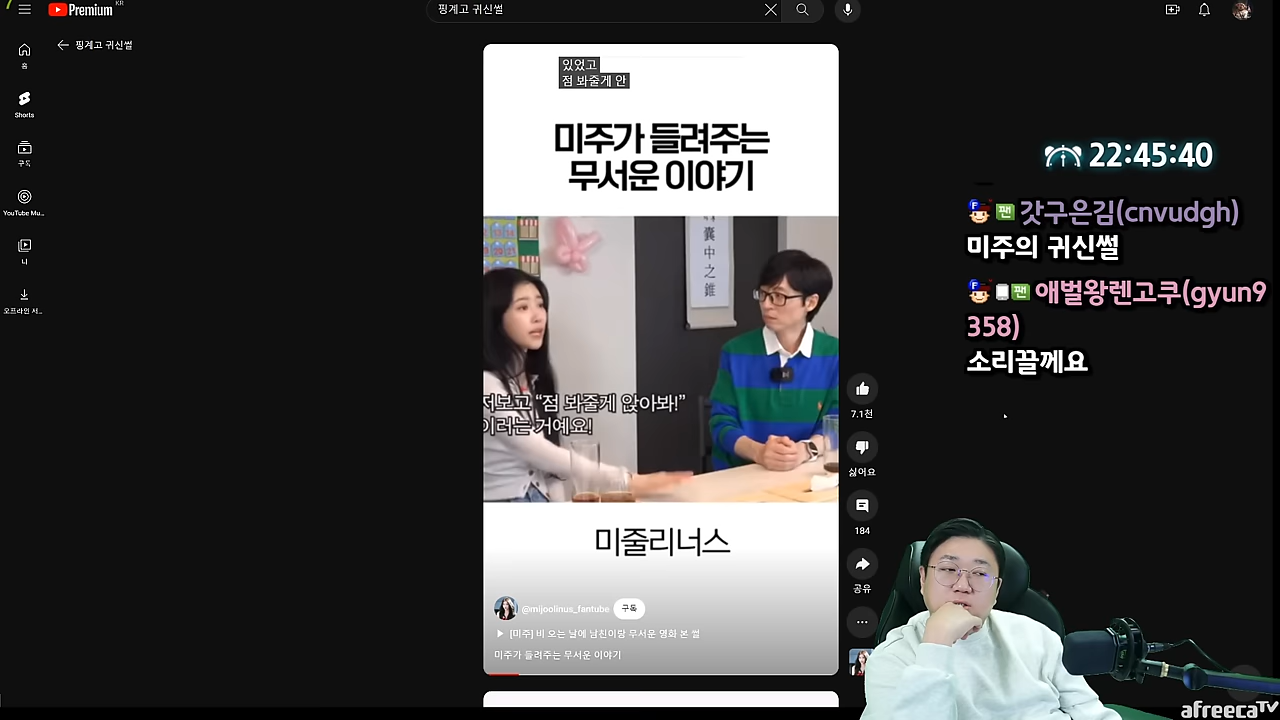 Premium KR
핑계고 귀신썰
핑계고 귀신썰
홈
Shorts
구독
YouTube Mu...
나
오프라인 저...
있었고
점 봐줄게 안
미주가 들려주는
무서운 이야기
囊中之錐
저보고 “점 봐줄게 앉아봐!”
이러는 거예요!
미줄리너스
@mijoolinus_fantube 구독
[미주] 비 오는 날에 남친이랑 무서운 영화 본 썰
미주가 들려주는 무서운 이야기
7.1천
싫어요
184
공유
22:45:40
F 팬 갓구은김(cnvudgh)
미주의 귀신썰
F 팬 애벌왕렌고쿠(gyun9
358)
소리끌께요
afreecaTV